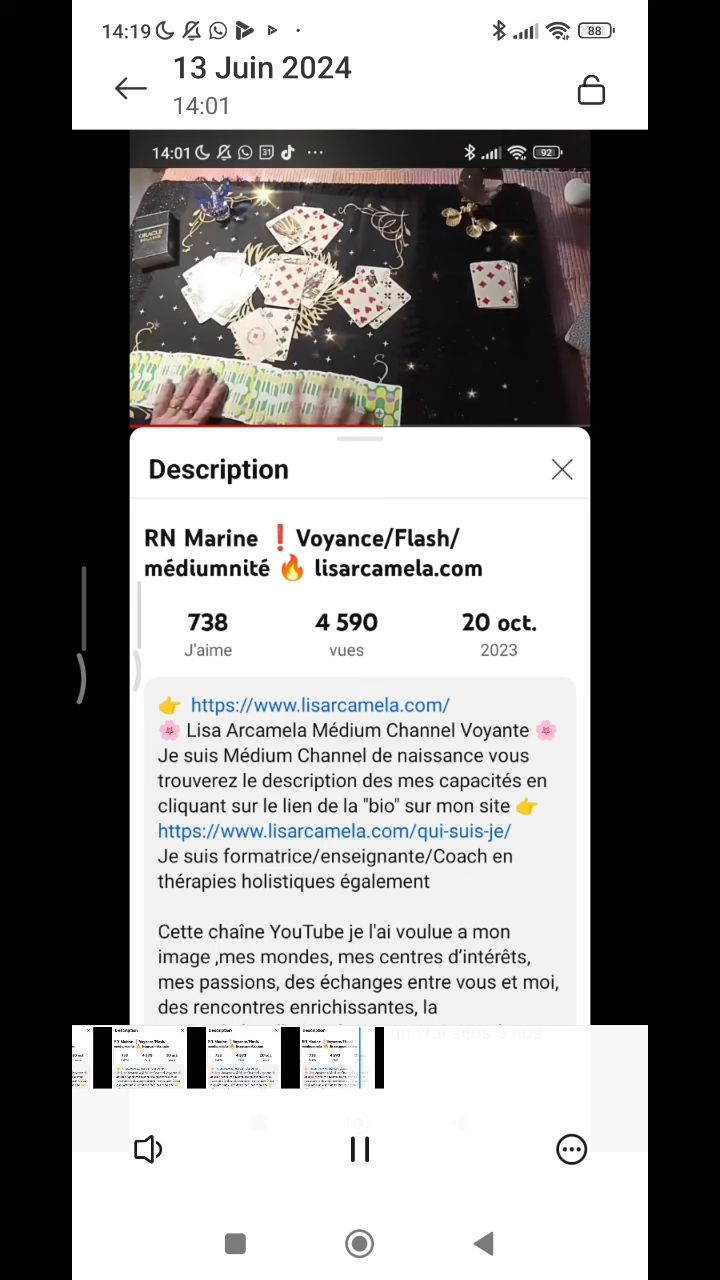 14:19
88
13 Juin 2024
14:01
14:01
31
92
ORACLE
Description
RN Marine ❗ Voyance/Flash/
médiumnité 🔥 lisarcamela.com
738 4 590 20 oct.
J'aime vues 2023
👉 https://www.lisarcamela.com/
🌸 Lisa Arcamela Médium Channel Voyante 🌸
Je suis Médium Channel de naissance vous
trouverez le description des mes capacités en
cliquant sur le lien de la "bio" sur mon site 👉
https://www.lisarcamela.com/qui-suis-je/
Je suis formatrice/enseignante/Coach en
thérapies holistiques également
Cette chaîne YouTube je l'ai voulue a mon
image ,mes mondes, mes centres d'intérêts,
mes passions, des échanges entre vous et moi,
des rencontres enrichissantes, la